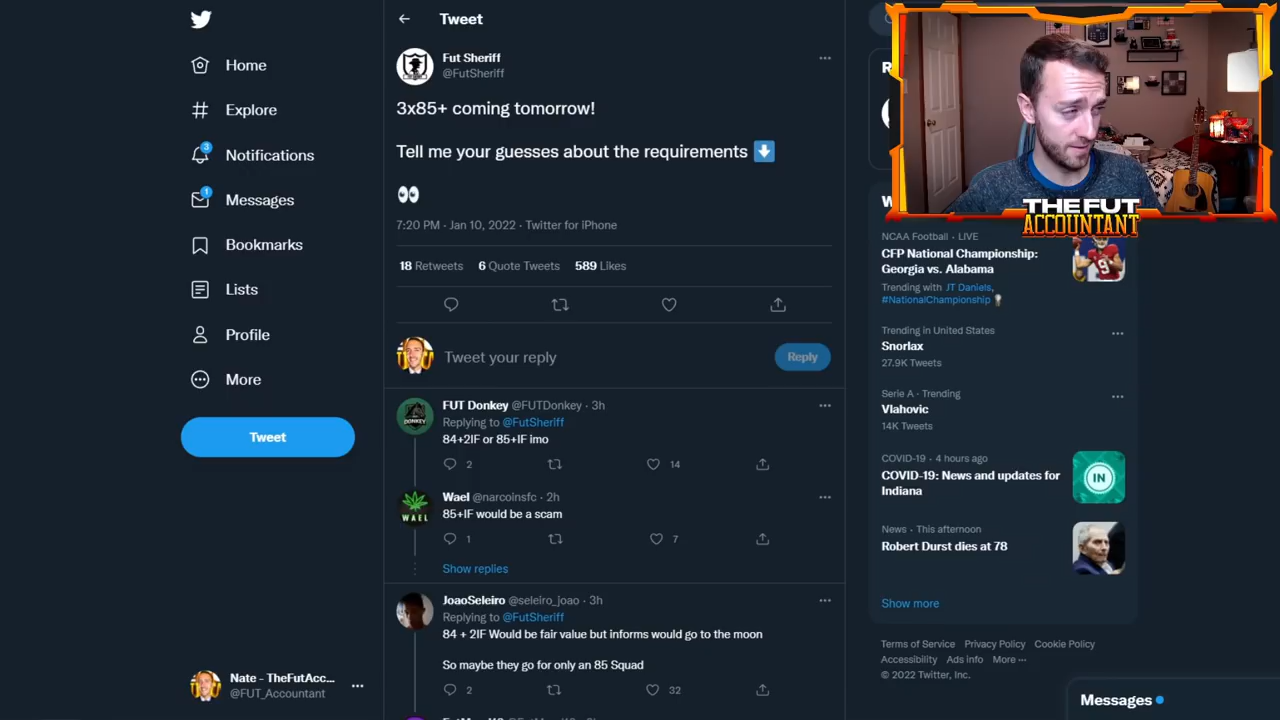 Home
Explore
3
Notifications
1
Messages
Bookmarks
Lists
Profile
More
Tweet
Nate - TheFutAcc...
@FUT_Accountant
Tweet
Fut Sheriff
@FutSheriff
3x85+ coming tomorrow!
Tell me your guesses about the requirements
7:20 PM · Jan 10, 2022 · Twitter for iPhone
18 Retweets 6 Quote Tweets 589 Likes
Tweet your reply
Reply
FUT Donkey @FUTDonkey · 3h
Replying to @FutSheriff
84+2IF or 85+IF imo
2 14
Wael @narcoinsfc · 2h
85+IF would be a scam
1 7
Show replies
JoaoSeleiro @seleiro_joao · 3h
Replying to @FutSheriff
84 + 2IF Would be fair value but informs would go to the moon
So maybe they go for only an 85 Squad
2 32
THE FUT
ACCOUNTANT
NCAA Football · LIVE
CFP National Championship:
Georgia vs. Alabama
Trending with JT Daniels,
#NationalChampionship
Trending in United States
Snorlax
27.9K Tweets
Serie A · Trending
Vlahovic
14K Tweets
COVID-19 · 4 hours ago
COVID-19: News and updates for
Indiana
IN
News · This afternoon
Robert Durst dies at 78
Show more
Terms of Service Privacy Policy Cookie Policy
Accessibility Ads info More ···
© 2022 Twitter, Inc.
Messages